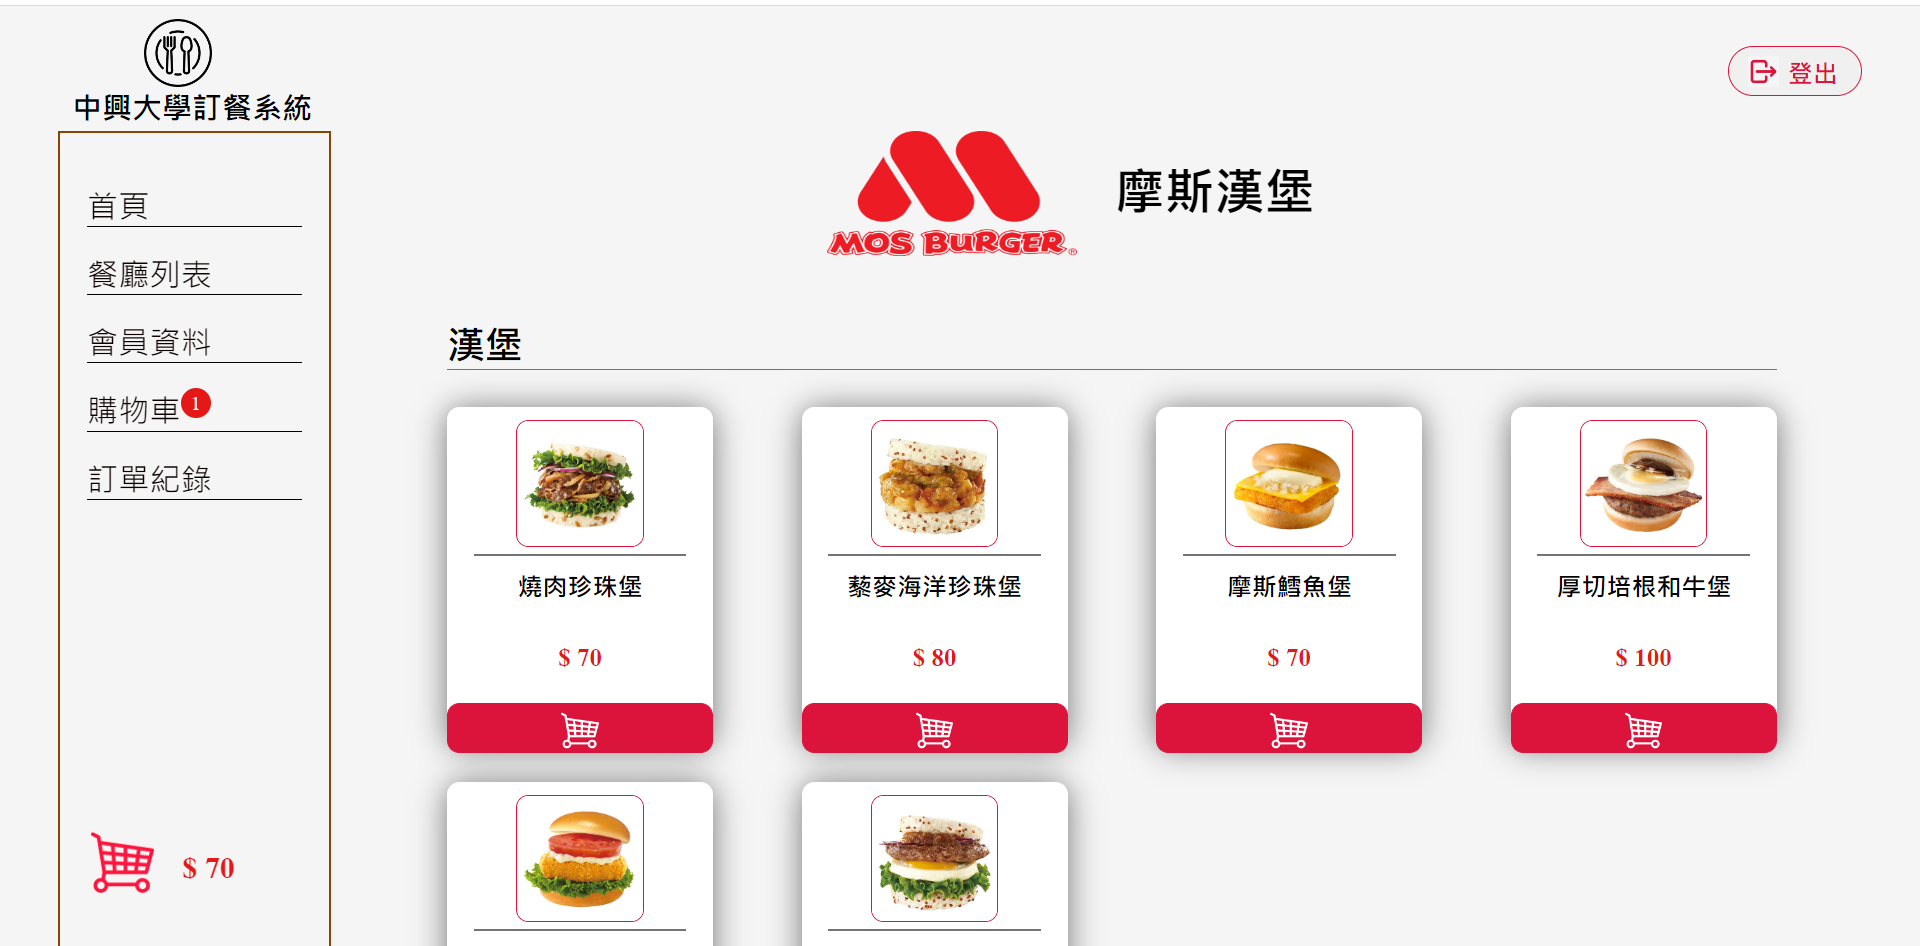 中興大學訂餐系統
登出
首頁
餐廳列表
會員資料
購物車 1
訂單紀錄
$ 70
MOS BURGER®
摩斯漢堡
漢堡
燒肉珍珠堡
$ 70
藜麥海洋珍珠堡
$ 80
摩斯鱈魚堡
$ 70
厚切培根和牛堡
$ 100